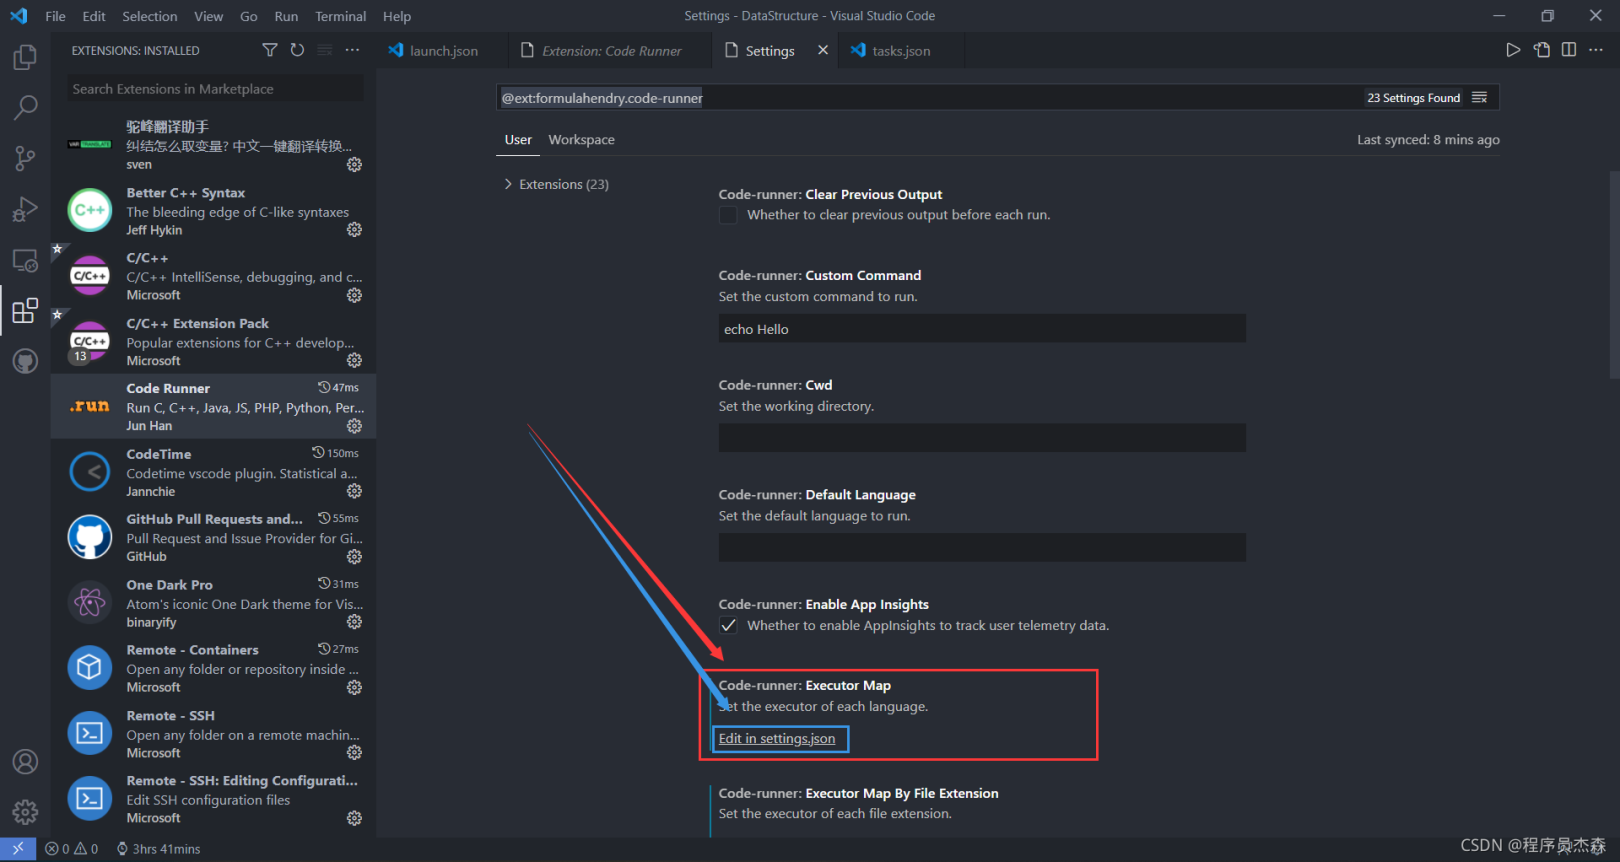 File Edit Selection View Go Run Terminal Help
Settings - DataStructure - Visual Studio Code
EXTENSIONS: INSTALLED
launch.json
Extension: Code Runner
Settings
tasks.json
Search Extensions in Marketplace
@ext:formulahendry.code-runner
23 Settings Found
User
Workspace
Last synced: 8 mins ago
Extensions (23)
驼峰翻译助手
纠结怎么取变量? 中文一键翻译转换...
VAR TRANSLATE
sven
Better C++ Syntax
The bleeding edge of C-like syntaxes
C++
Jeff Hykin
C/C++
C/C++ IntelliSense, debugging, and c...
C/C++
Microsoft
C/C++ Extension Pack
Popular extensions for C++ develop...
C/C++
13
Microsoft
Code Runner
47ms
.run
Run C, C++, Java, JS, PHP, Python, Per...
Jun Han
CodeTime
150ms
Codetime vscode plugin. Statistical a...
Jannchie
GitHub Pull Requests and...
55ms
Pull Request and Issue Provider for Gi...
GitHub
One Dark Pro
31ms
Atom's iconic One Dark theme for Vis...
binaryify
Remote - Containers
27ms
Open any folder or repository inside ...
Microsoft
Remote - SSH
Open any folder on a remote machin...
Microsoft
Remote - SSH: Editing Configurati...
Edit SSH configuration files
Microsoft
Code-runner: Clear Previous Output
Whether to clear previous output before each run.
Code-runner: Custom Command
Set the custom command to run.
echo Hello
Code-runner: Cwd
Set the working directory.
Code-runner: Default Language
Set the default language to run.
Code-runner: Enable App Insights
Whether to enable AppInsights to track user telemetry data.
Code-runner: Executor Map
Set the executor of each language.
Edit in settings.json
Code-runner: Executor Map By File Extension
Set the executor of each file extension.
0 0 3hrs 41mins
CSDN @程序员杰森